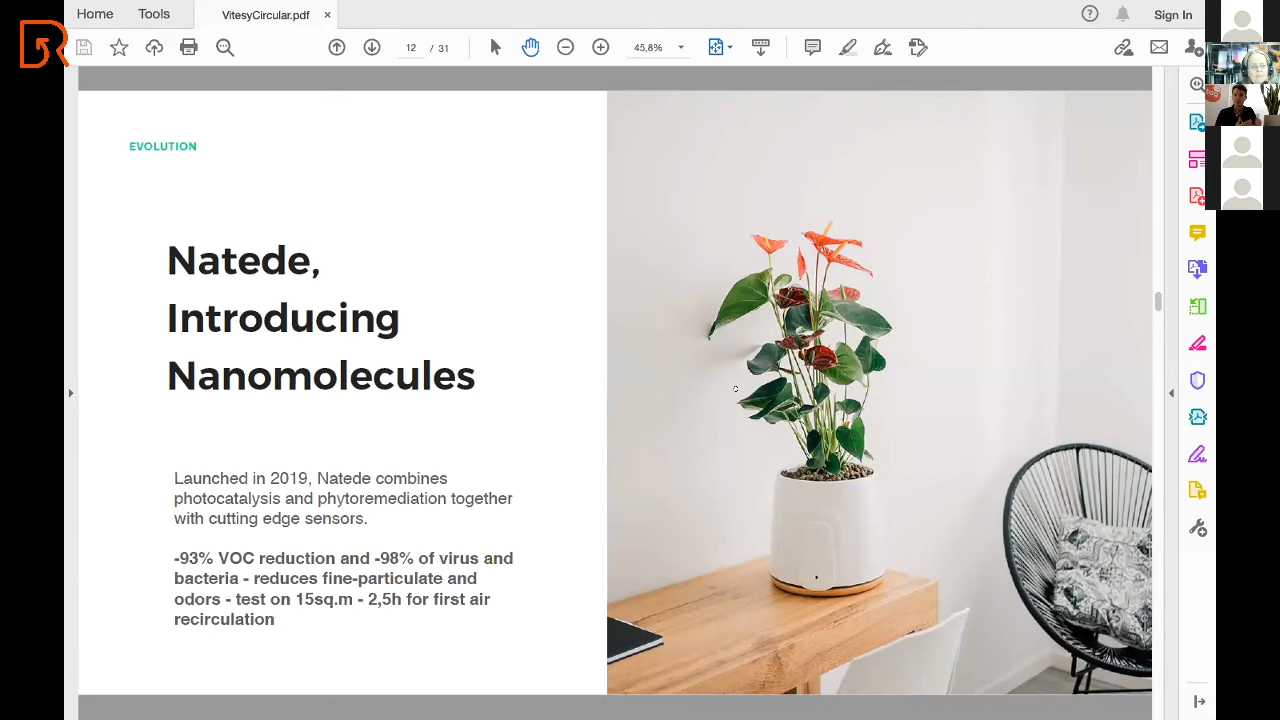 Home Tools VitesyCircular.pdf × Sign In
12 / 31 45,8%
EVOLUTION
Natede,
Introducing
Nanomolecules
Launched in 2019, Natede combines
photocatalysis and phytoremediation together
with cutting edge sensors.
-93% VOC reduction and -98% of virus and
bacteria - reduces fine-particulate and
odors - test on 15sq.m - 2,5h for first air
recirculation